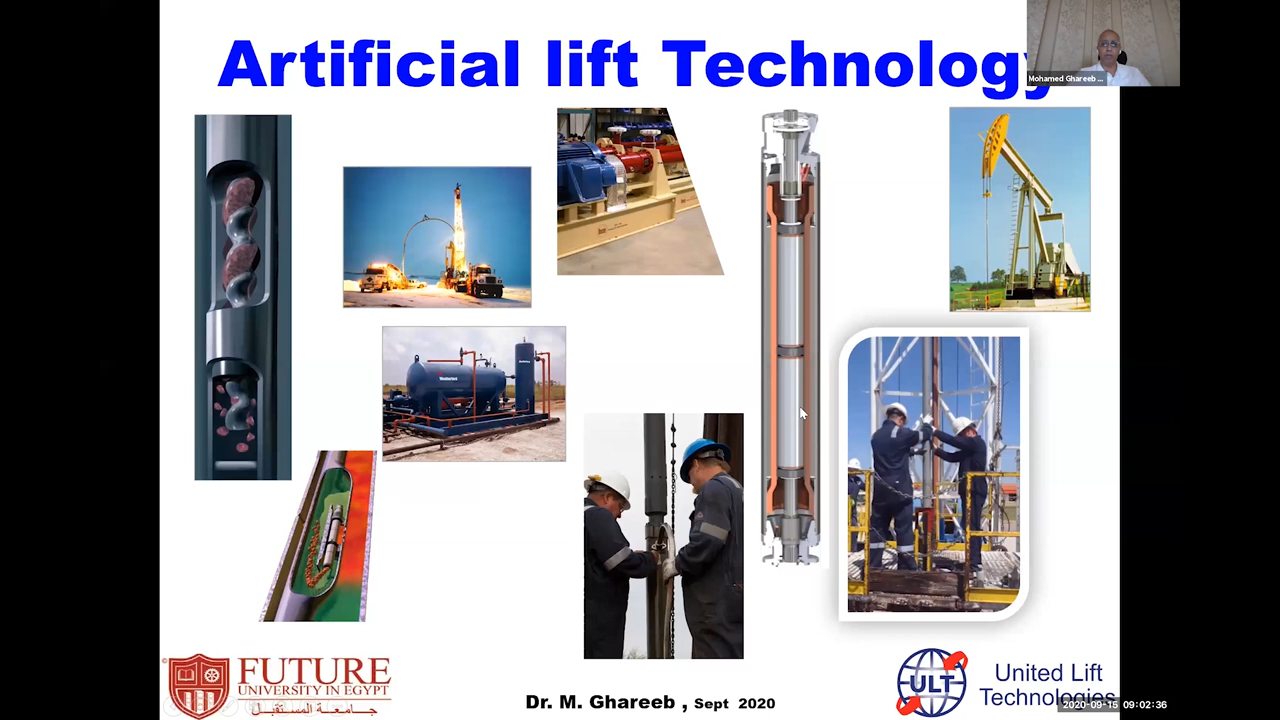 Artificial lift Technology
Mohamed Ghareeb ...
FUTURE
UNIVERSITY IN EGYPT
جامعة المستقبل
Dr. M. Ghareeb , Sept 2020
ULT
United Lift
Technologies
2020-09-15 09:02:36